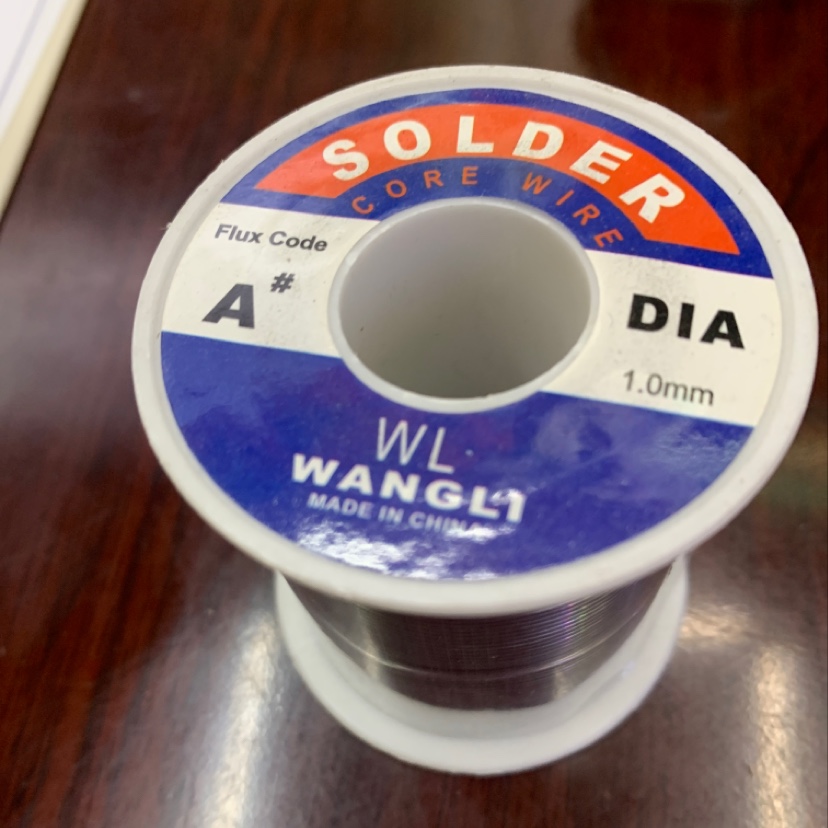 SOLDER
CORE WIRE
Flux Code
A#
DIA
1.0mm
WL
WANGLI
MADE IN CHINA